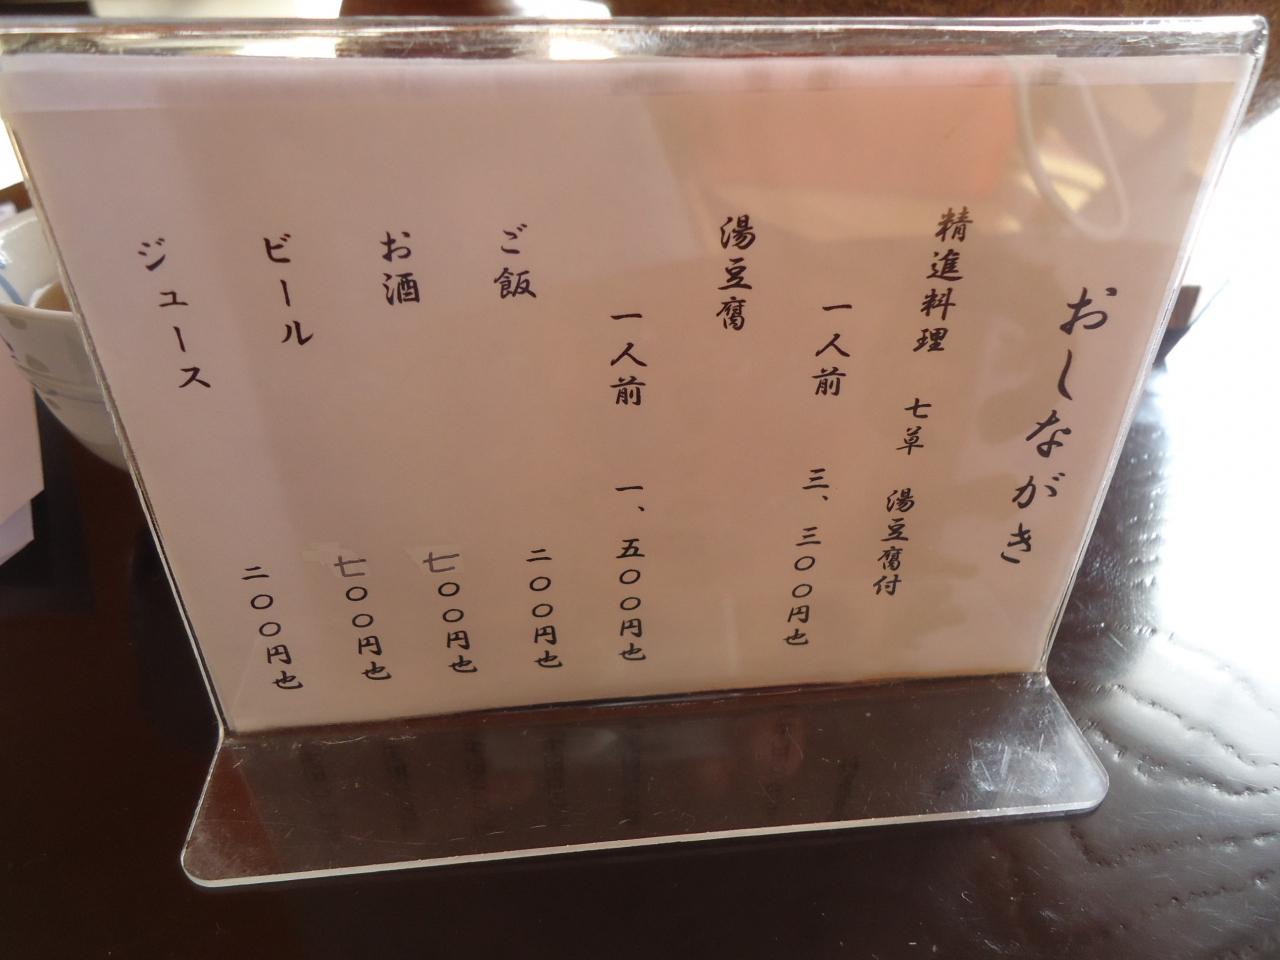 おしながき
精進料理 七草 湯豆腐付
一人前 三、三〇〇円也
湯豆腐
一人前 一、五〇〇円也
ご飯 二〇〇円也
お酒 七〇〇円也
ビール 七〇〇円也
ジュース 二〇〇円也